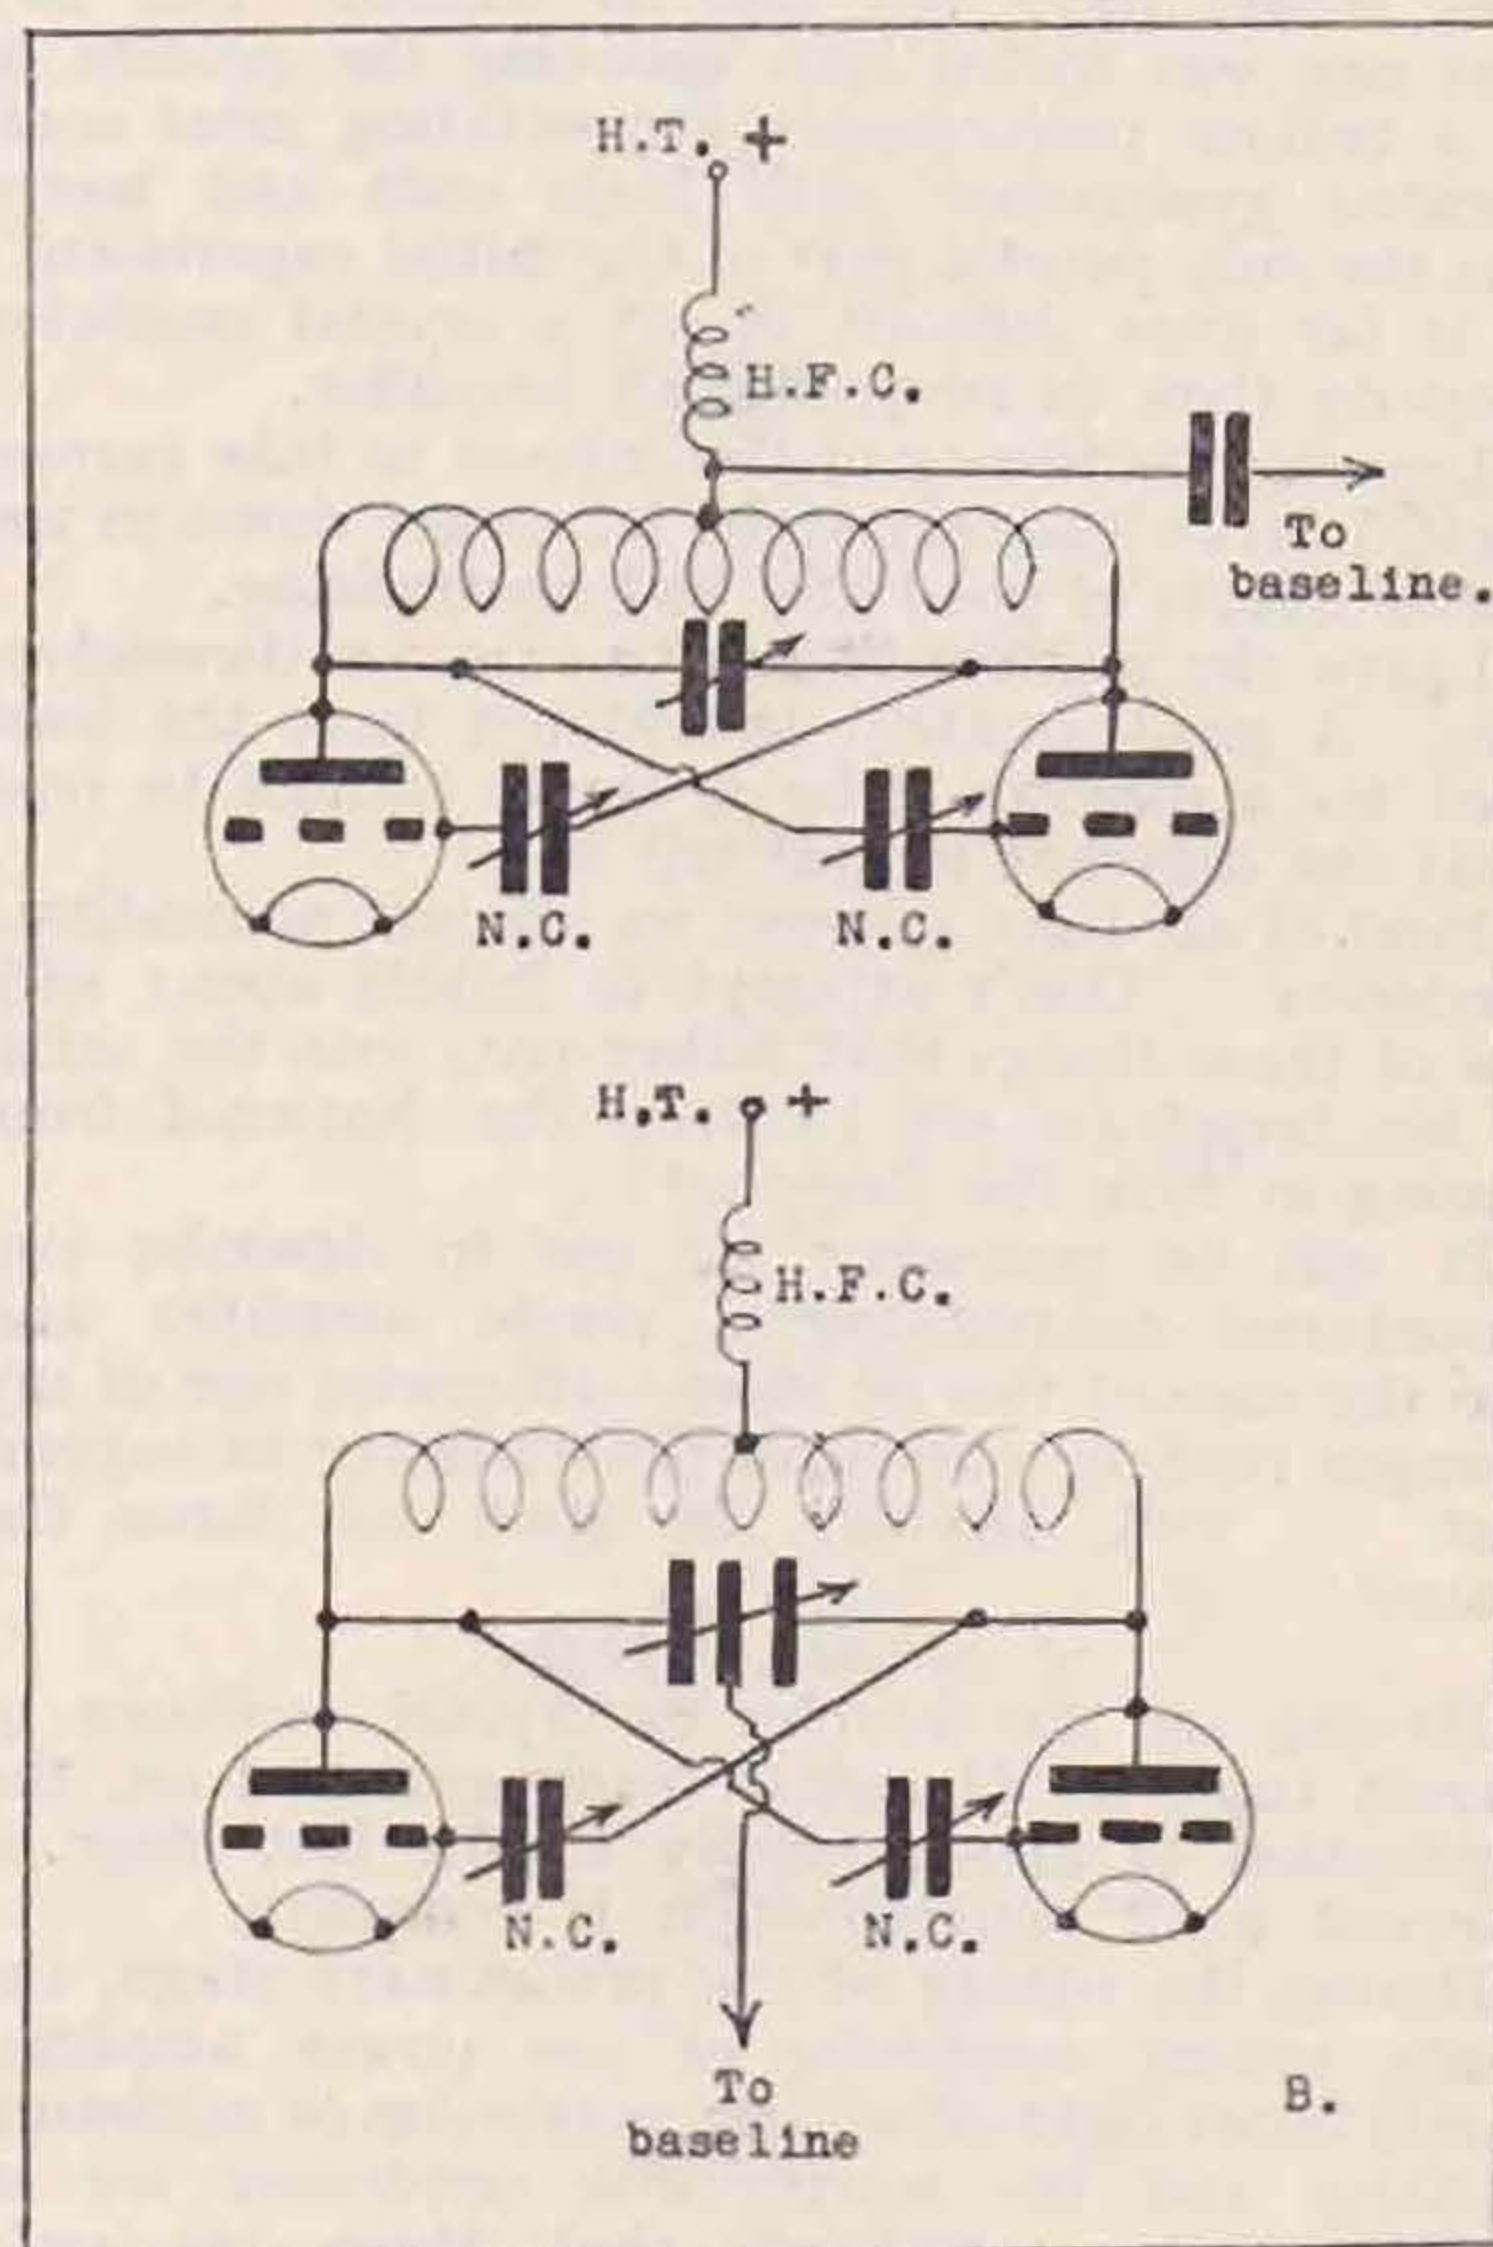 H.T. +
H.F.C.
To
baseline.
N.C.
N.C.
H.T. +
H.F.C.
N.C.
N.C.
To
baseline
B.